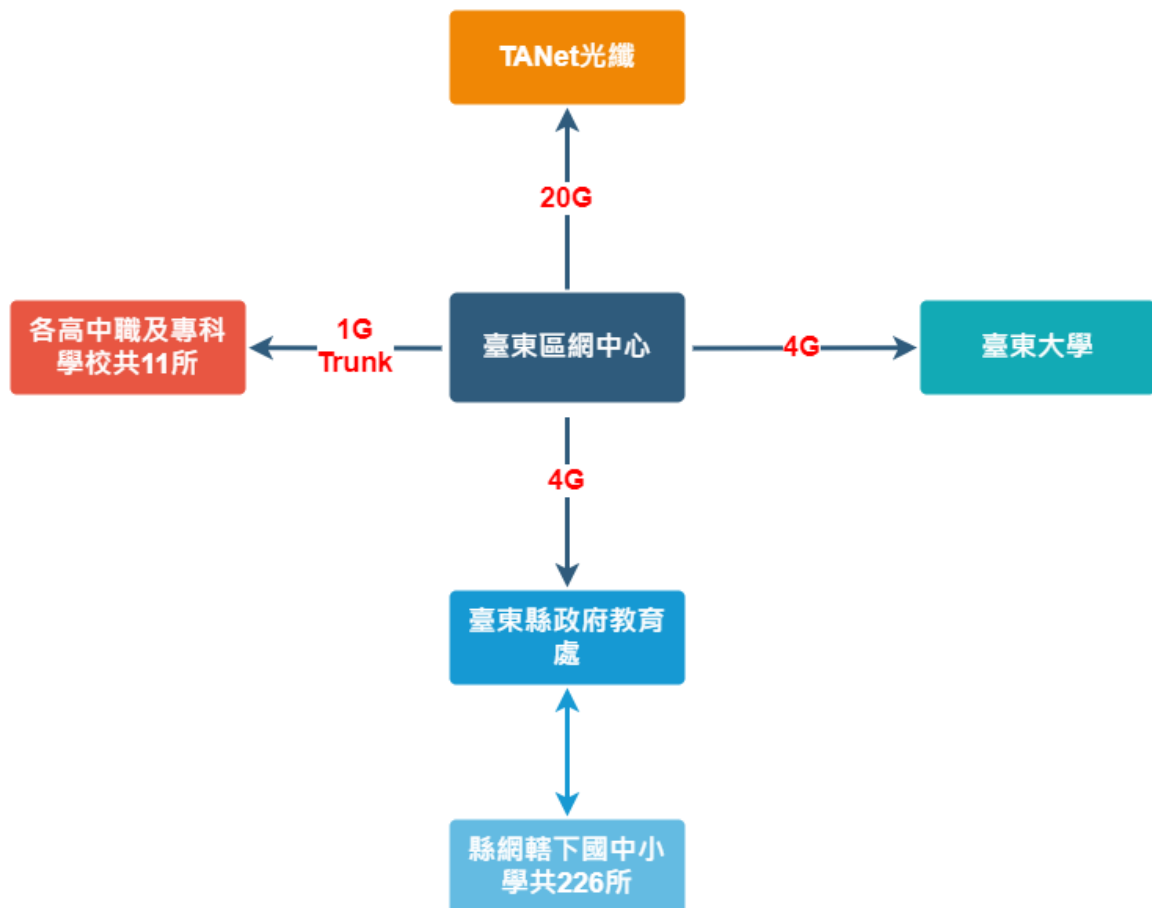 TANet光纖
20G
各高中職及專科
學校共11所
1G
Trunk
臺東區網中心
4G
臺東大學
4G
臺東縣政府教育
處
縣網轄下國中小
學共226所